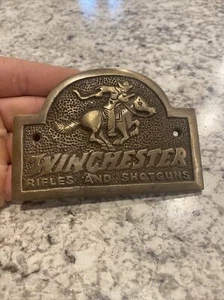 WINCHESTER
RIFLES AND SHOTGUNS